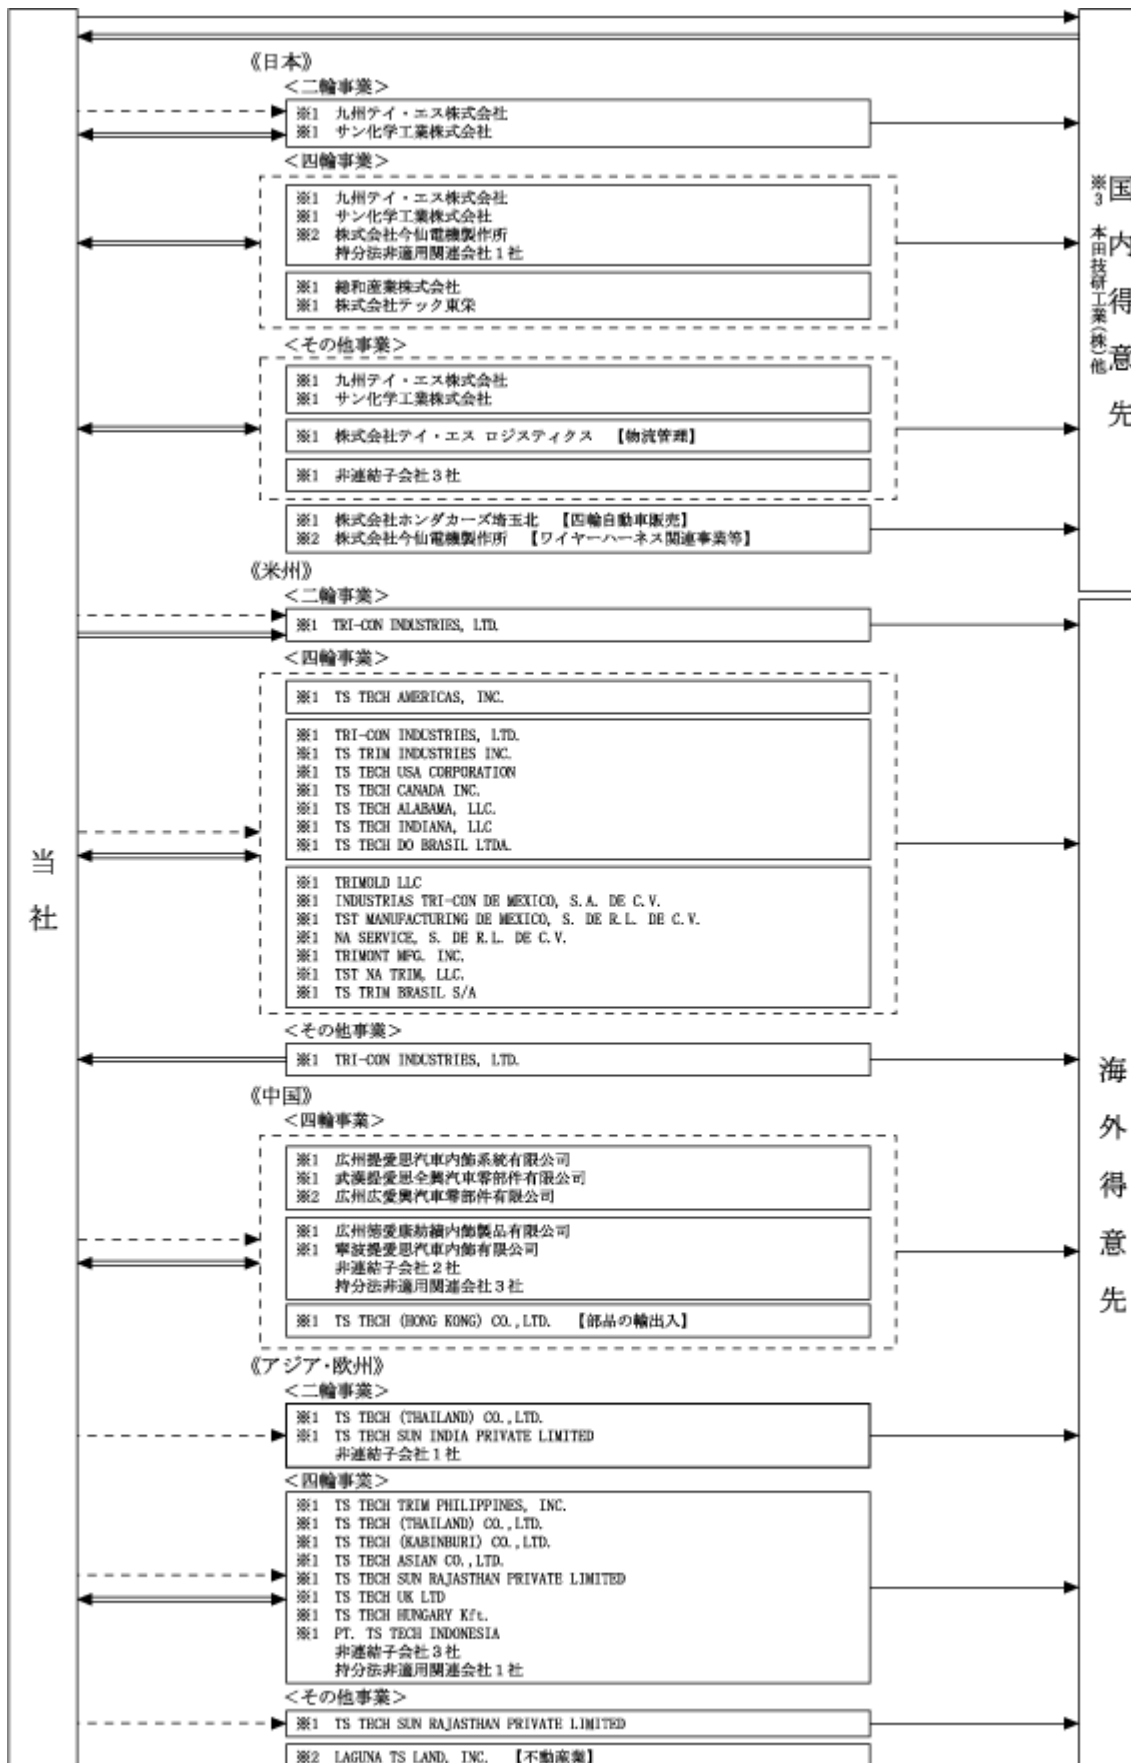 《日本》
＜二輪事業＞
※1 九州テイ・エス株式会社
※1 サン化学工業株式会社
＜四輪事業＞
※1 九州テイ・エス株式会社
※1 サン化学工業株式会社
※2 株式会社今仙電機製作所
持分法非適用関連会社１社
※1 総和産業株式会社
※1 株式会社テック東栄
＜その他事業＞
※1 九州テイ・エス株式会社
※1 サン化学工業株式会社
※1 株式会社テイ・エス ロジスティクス 【物流管理】
※1 非連結子会社３社
※1 株式会社ホンダカーズ埼玉北 【四輪自動車販売】
※2 株式会社今仙電機製作所 【ワイヤーハーネス関連事業等】
国内得意先
※3 本田技研工業(株)他
《米州》
＜二輪事業＞
※1 TRI-CON INDUSTRIES, LTD.
＜四輪事業＞
※1 TS TECH AMERICAS, INC.
※1 TRI-CON INDUSTRIES, LTD.
※1 TS TRIM INDUSTRIES INC.
※1 TS TECH USA CORPORATION
※1 TS TECH CANADA INC.
※1 TS TECH ALABAMA, LLC.
※1 TS TECH INDIANA, LLC
※1 TS TECH DO BRASIL LTDA.
当社
※1 TRIMOLD LLC
※1 INDUSTRIAS TRI-CON DE MEXICO, S.A. DE C.V.
※1 TST MANUFACTURING DE MEXICO, S. DE R.L. DE C.V.
※1 NA SERVICE, S. DE R.L. DE C.V.
※1 TRIMONT MFG. INC.
※1 TST NA TRIM, LLC.
※1 TS TRIM BRASIL S/A
＜その他事業＞
※1 TRI-CON INDUSTRIES, LTD.
海外得意先
《中国》
＜四輪事業＞
※1 広州提愛思汽車内飾系統有限公司
※1 武漢提愛思全興汽車零部件有限公司
※2 広州広愛興汽車零部件有限公司
※1 広州徳愛康紡織内飾製品有限公司
※1 寧波提愛思汽車内飾有限公司
非連結子会社２社
持分法非適用関連会社３社
※1 TS TECH (HONG KONG) CO.,LTD. 【部品の輸出入】
《アジア・欧州》
＜二輪事業＞
※1 TS TECH (THAILAND) CO.,LTD.
※1 TS TECH SUN INDIA PRIVATE LIMITED
非連結子会社１社
＜四輪事業＞
※1 TS TECH TRIM PHILIPPINES, INC.
※1 TS TECH (THAILAND) CO.,LTD.
※1 TS TECH (KABINBURI) CO.,LTD.
※1 TS TECH ASIAN CO.,LTD.
※1 TS TECH SUN RAJASTHAN PRIVATE LIMITED
※1 TS TECH UK LTD
※1 TS TECH HUNGARY Kft.
※1 PT. TS TECH INDONESIA
非連結子会社３社
持分法非適用関連会社１社
＜その他事業＞
※1 TS TECH SUN RAJASTHAN PRIVATE LIMITED
※2 LAGUNA TS LAND, INC. 【不動産業】